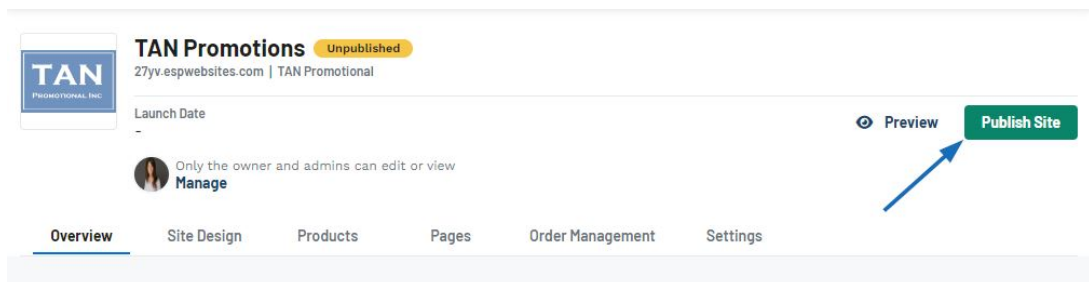 TAN
PROMOTIONAL INC
TAN Promotions Unpublished
27yv.espwebsites.com | TAN Promotional
Launch Date
-
Preview Publish Site
Only the owner and admins can edit or view
Manage
Overview Site Design Products Pages Order Management Settings